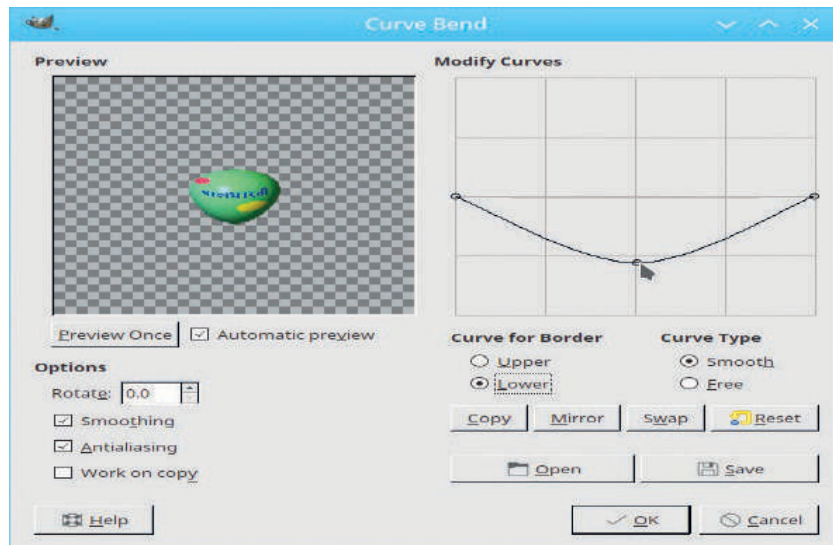 Curve Bend
Preview
Modify Curves
Preview Once
Automatic preview
Curve for Border
Curve Type
Upper
Smooth
Lower
Free
Options
Rotate: 0.0
Smoothing
Antialiasing
Work on copy
Copy
Mirror
Swap
Reset
Open
Save
Help
OK
Cancel